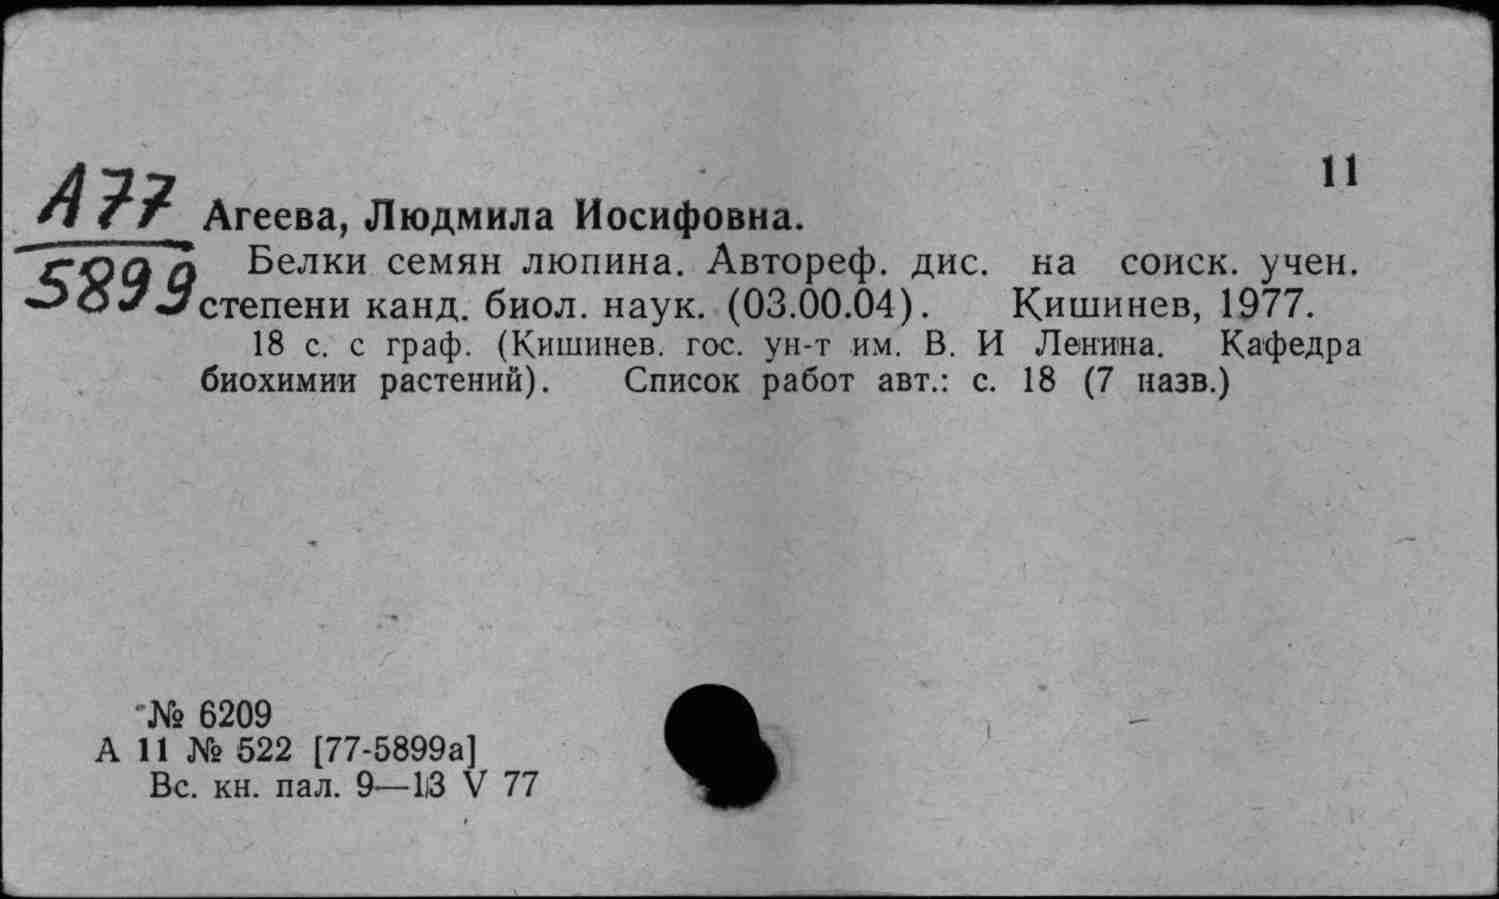 11
А77 Агеева, Людмила Иосифовна.
5899 Белки семян люпина. Автореф. дис. на соиск. учен.
степени канд. биол. наук. (03.00.04). Кишинев, 1977.
18 с. с граф. (Кишинев. гос. ун-т им. В. И Ленина. Кафедра
биохимии растений). Список работ авт.: с. 18 (7 назв.)
№ 6209
А 11 № 522 [77-5899а]
Вс. кн. пал. 9—13 V 77